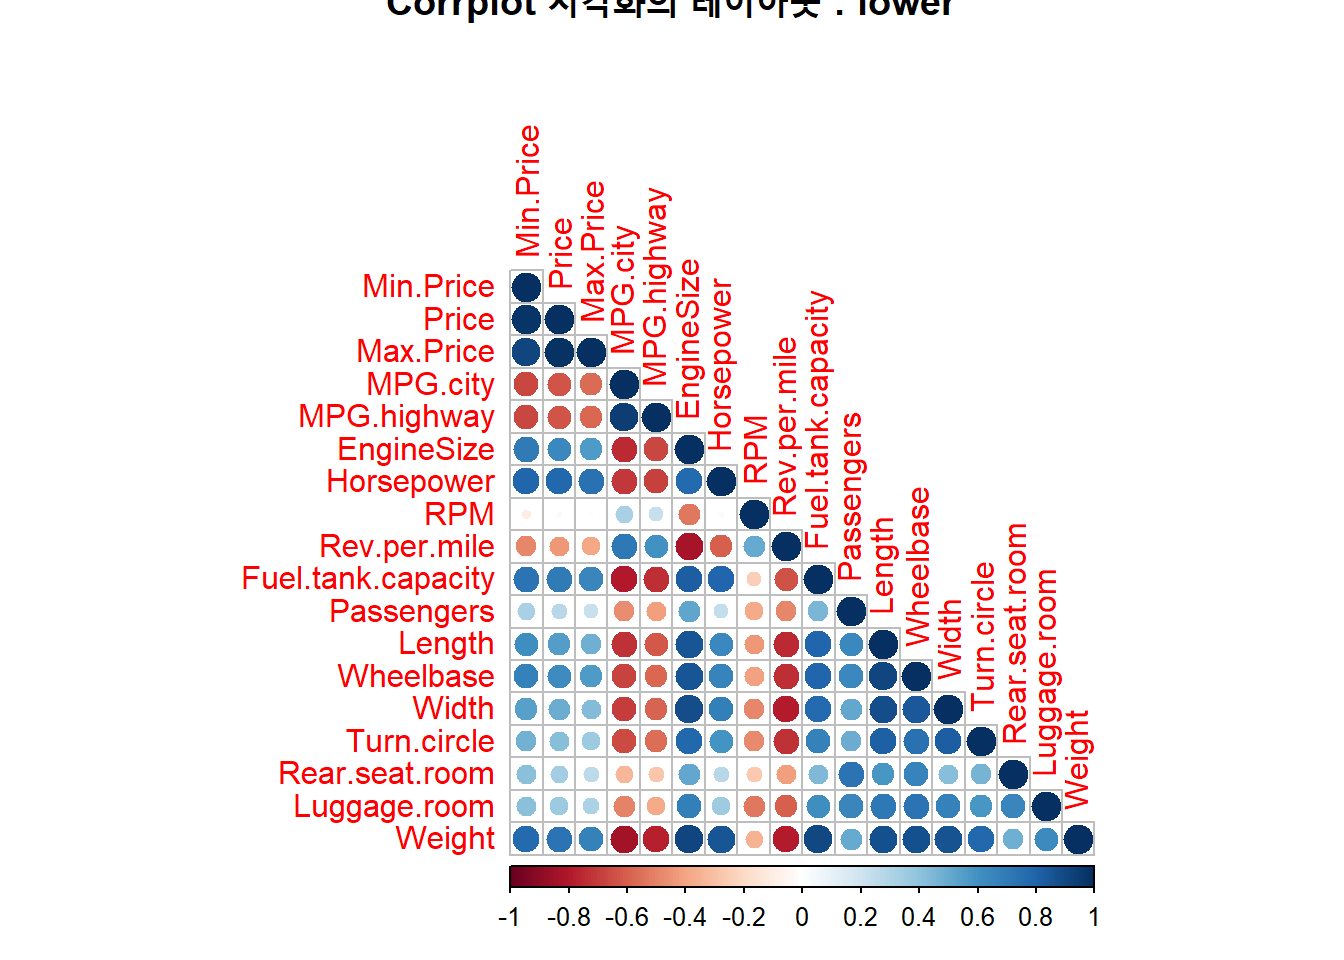 Corrplot 시각화의 레이아웃 : lower
Min.Price
Price
Max.Price
MPG.city
MPG.highway
EngineSize
Horsepower
RPM
Rev.per.mile
Fuel.tank.capacity
Passengers
Length
Wheelbase
Width
Turn.circle
Rear.seat.room
Luggage.room
Weight
Min.Price
Price
Max.Price
MPG.city
MPG.highway
EngineSize
Horsepower
RPM
Rev.per.mile
Fuel.tank.capacity
Passengers
Length
Wheelbase
Width
Turn.circle
Rear.seat.room
Luggage.room
Weight
-1 -0.8 -0.6 -0.4 -0.2 0 0.2 0.4 0.6 0.8 1